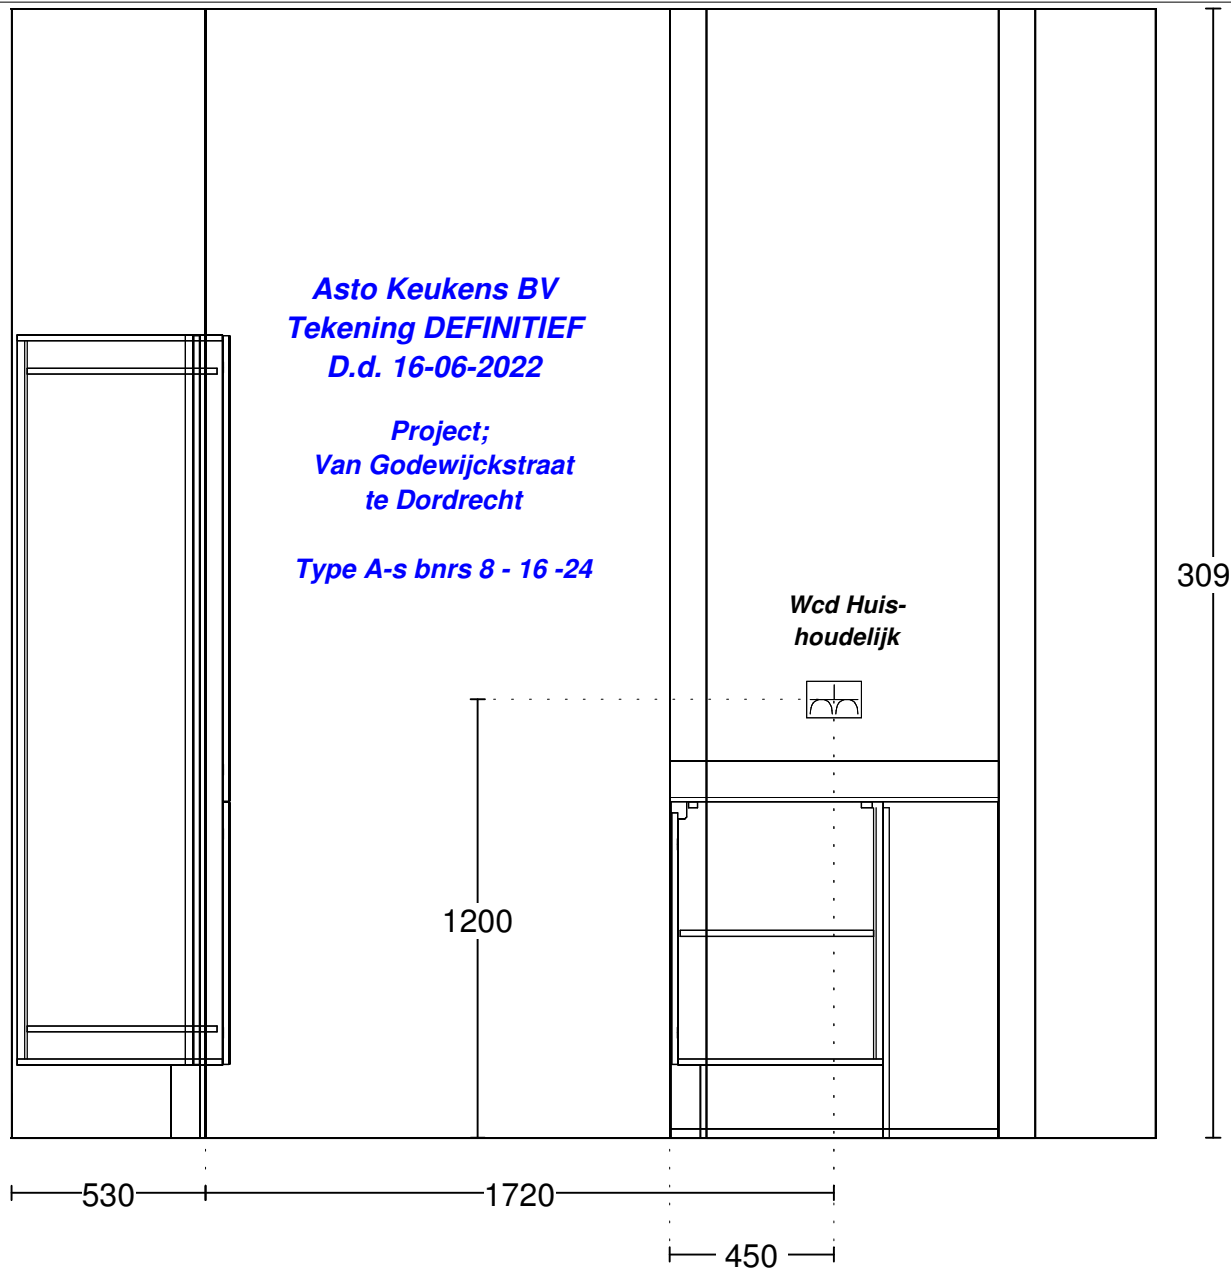 Asto Keukens BV
Tekening DEFINITIEF
D.d. 16-06-2022
Project;
Van Godewijckstraat
te Dordrecht
Type A-s bnrs 8 - 16 -24
Wcd Huis-
houdelijk
309
1200
530
1720
450